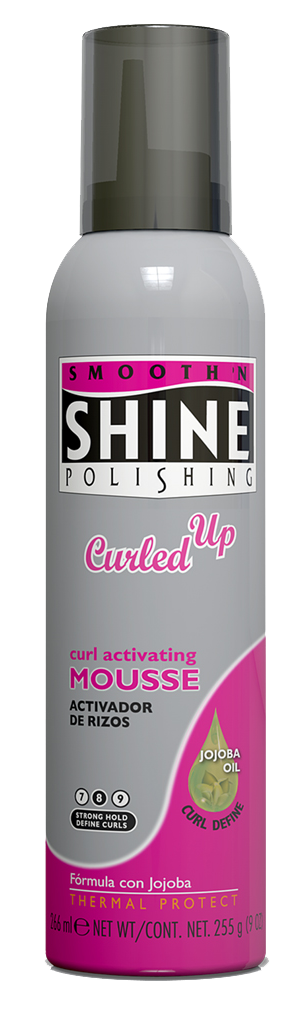 SMOOTH 'N
SHINE
POLISHING
Curled Up
curl activating
MOUSSE
ACTIVADOR
DE RIZOS
JOJOBA
OIL
CURL DEFINE
7 8 9
STRONG HOLD
DEFINE CURLS
Fórmula con Jojoba
THERMAL PROTECT
266 ml ℮ NET WT/CONT. NET. 255 g (9 OZ